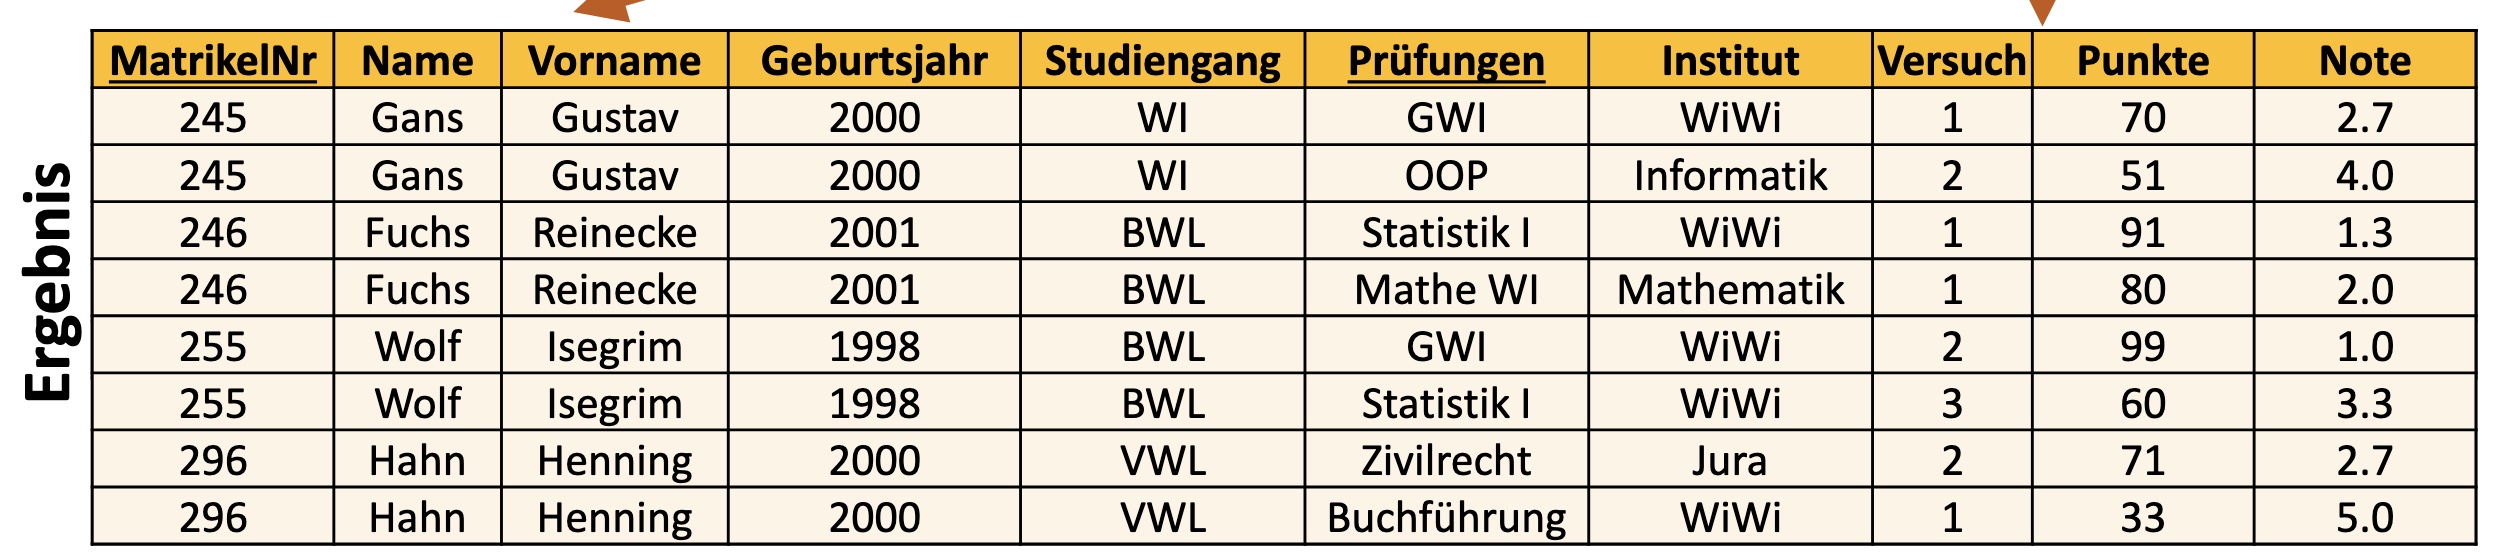 Ergebnis
MatrikelNr Name Vorname Geburtsjahr Studiengang Prüfungen Institut Versuch Punkte Note
245 Gans Gustav 2000 WI GWI WiWi 1 70 2.7
245 Gans Gustav 2000 WI OOP Informatik 2 51 4.0
246 Fuchs Reinecke 2001 BWL Statistik I WiWi 1 91 1.3
246 Fuchs Reinecke 2001 BWL Mathe WI Mathematik 1 80 2.0
255 Wolf Isegrim 1998 BWL GWI WiWi 2 99 1.0
255 Wolf Isegrim 1998 BWL Statistik I WiWi 3 60 3.3
296 Hahn Henning 2000 VWL Zivilrecht Jura 2 71 2.7
296 Hahn Henning 2000 VWL Buchführung WiWi 1 33 5.0